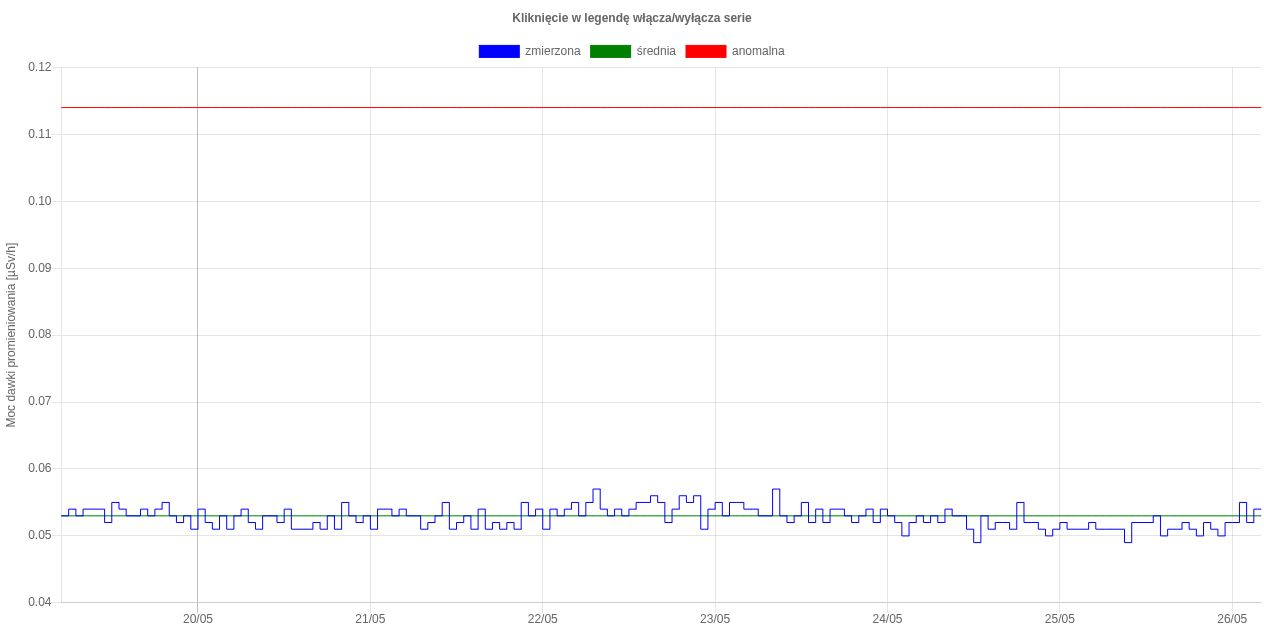 Kliknięcie w legendę włącza/wyłącza serie
zmierzona średnia anomalna
Moc dawki promieniowania [µSv/h]
0.12
0.11
0.10
0.09
0.08
0.07
0.06
0.05
0.04
20/05 21/05 22/05 23/05 24/05 25/05 26/05